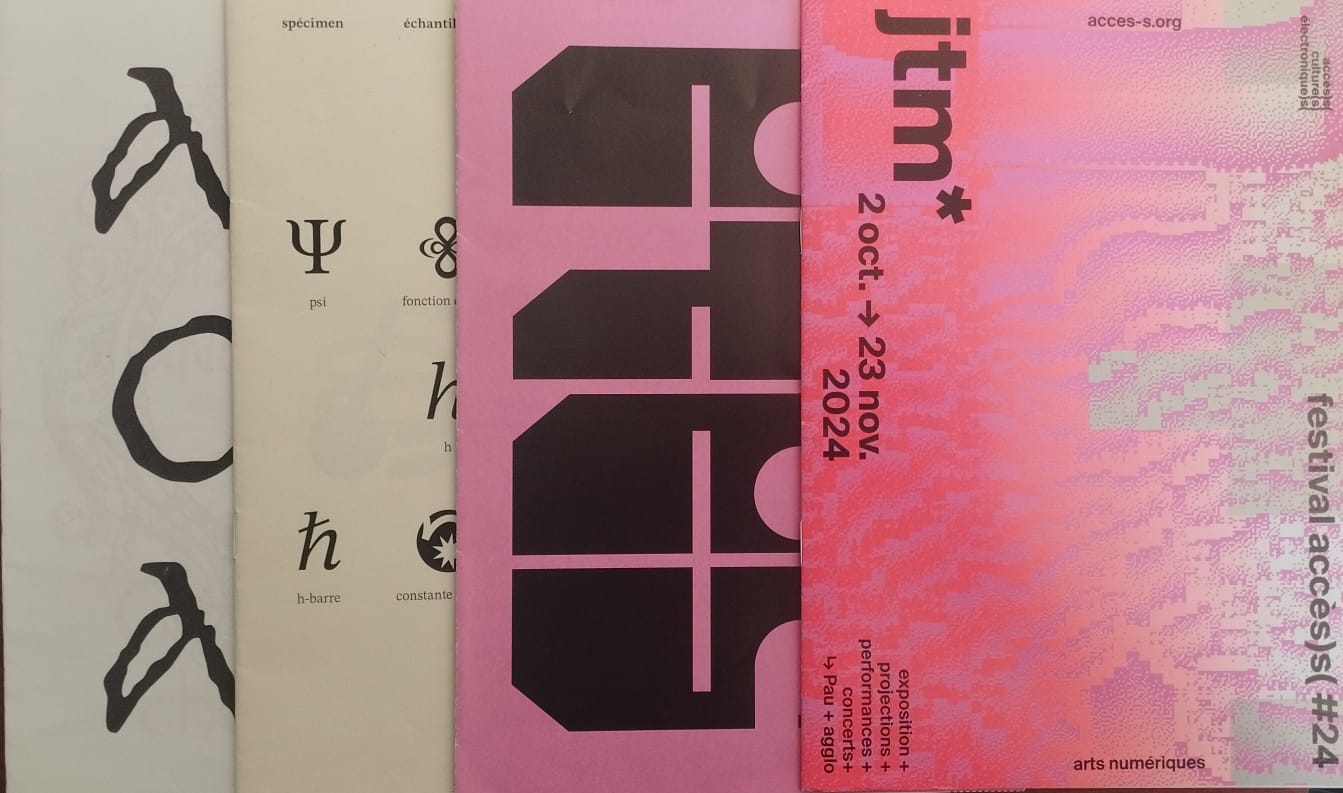 spécimen
Ψ
psi
h
h
ħ
h-barre
constante
fonction
acces-s.org
accès)s(
culture(s)
électronique(s)
jtm*
2 oct. → 23 nov.
2024
exposition +
projections +
performances +
concerts+
↳ Pau + agglo
festival accès)s( #24
arts numériques